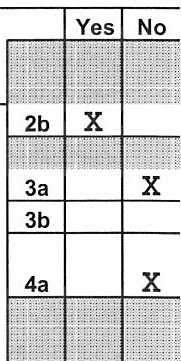 Yes No
2b X
3a X
3b
4a X